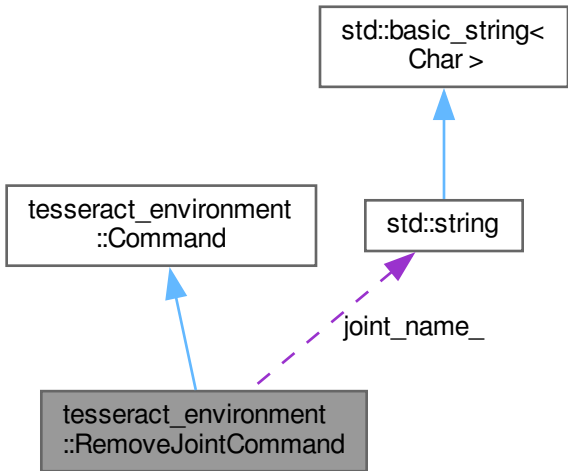 std::basic_string<
Char >
tesseract_environment
::Command
std::string
joint_name_
tesseract_environment
::RemoveJointCommand